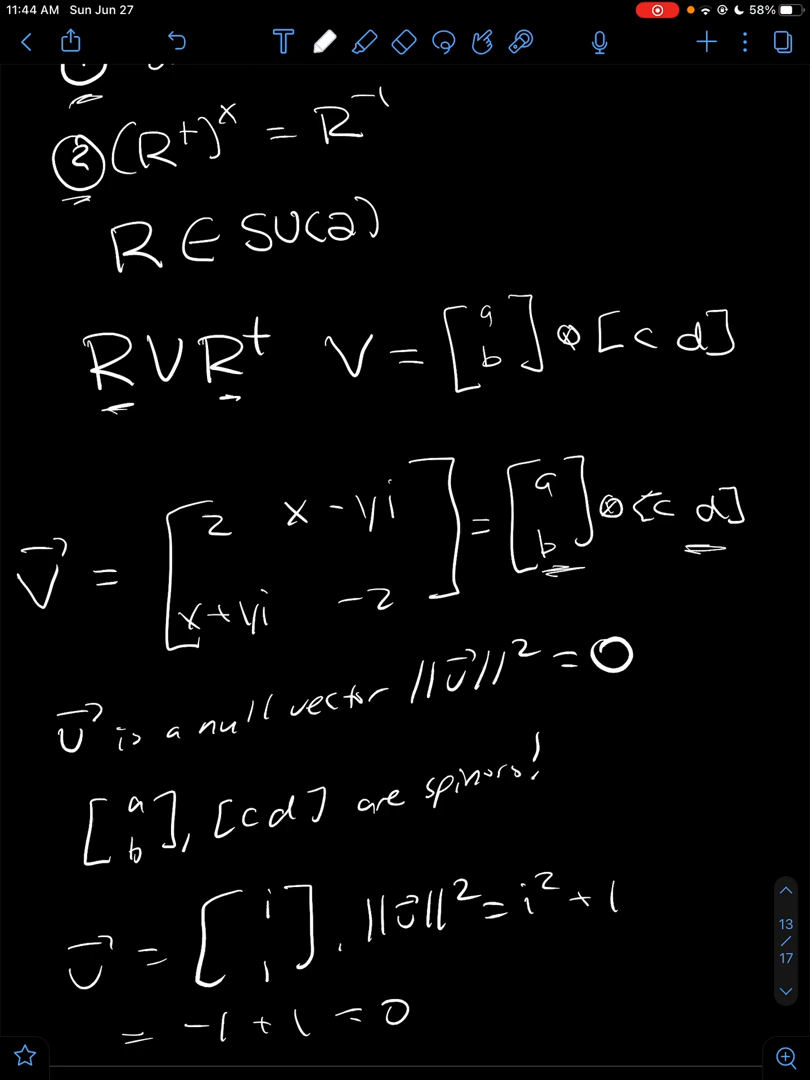 11:44 AM Sun Jun 27
58%
② (R†)ˣ = R⁻¹
R ∈ SU(2)
R V R† V = [a b] ⊗ [c d]
V⃗ = [z x - yi x + yi -z] = [a b] ⊗ [c d]
v⃗ is a null vector ||v⃗||² = 0
[a b], [c d] are spinors!
v⃗ = [i 1]. ||v⃗||² = i² + 1
= -1 + 1 = 0
13
/
17